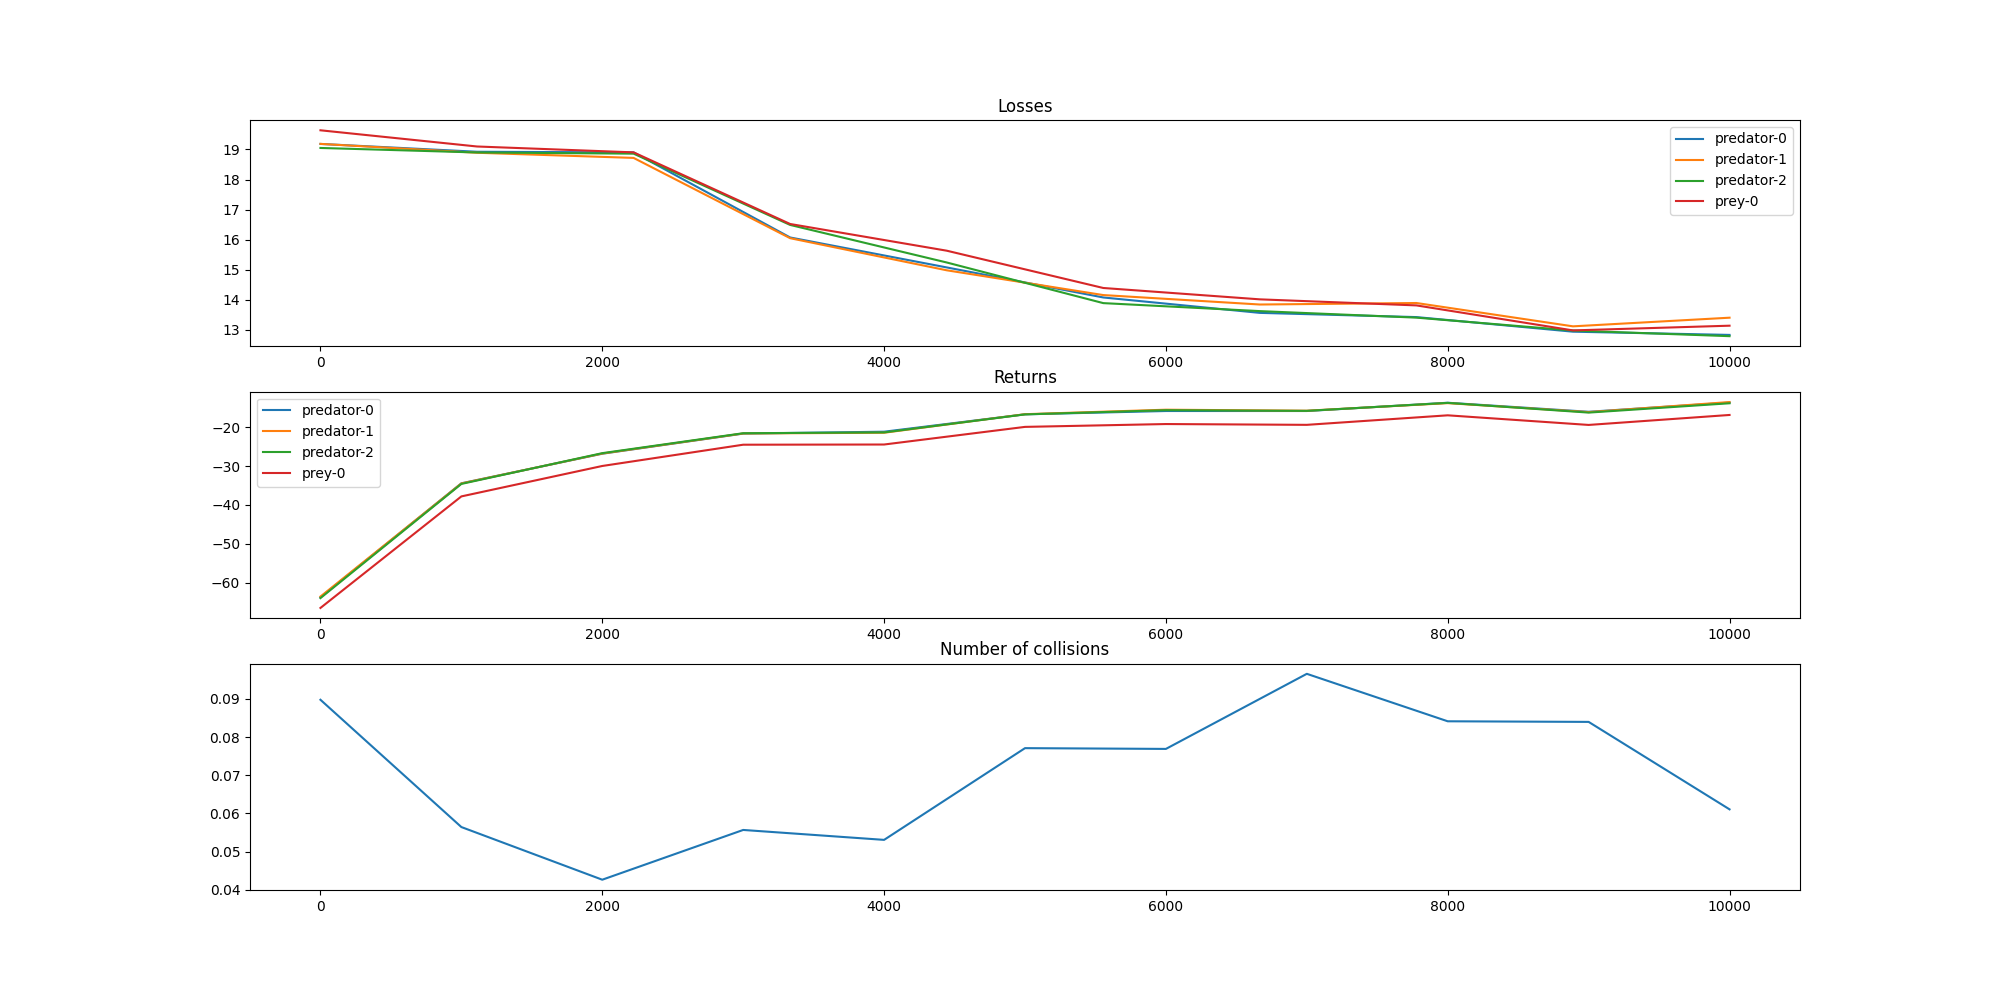 Losses
19
18
17
16
15
14
13
predator-0
predator-1
predator-2
prey-0
0 2000 4000 6000 8000 10000
Returns
−20
−30
−40
−50
−60
predator-0
predator-1
predator-2
prey-0
0 2000 4000 6000 8000 10000
Number of collisions
0.09
0.08
0.07
0.06
0.05
0.04
0 2000 4000 6000 8000 10000